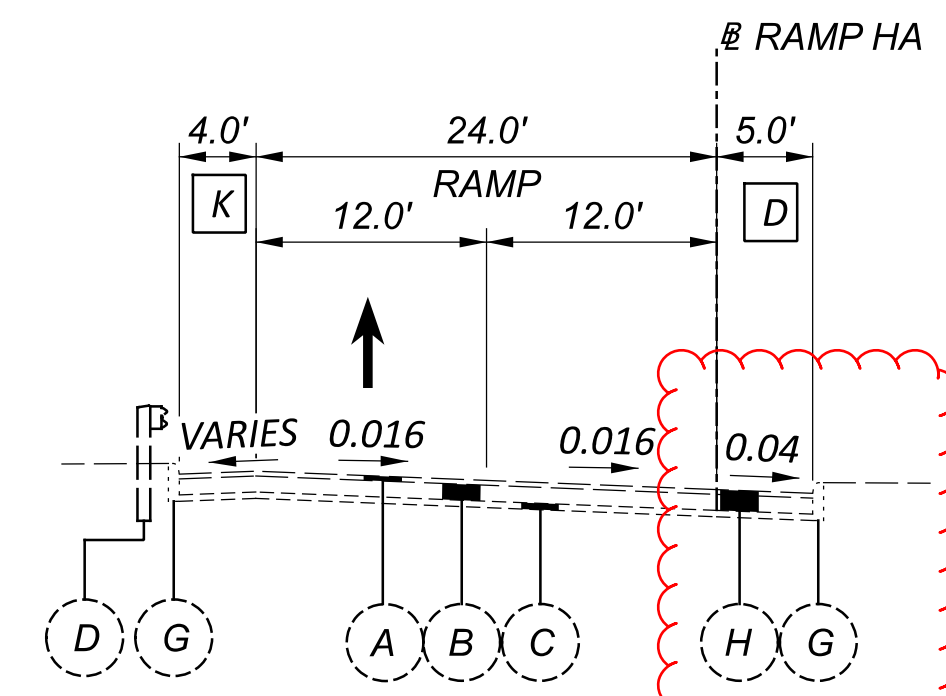 ℄ RAMP HA
4.0' 24.0' 5.0'
RAMP
K 12.0' 12.0' D
VARIES 0.016 0.016 0.04
D G A B C H G